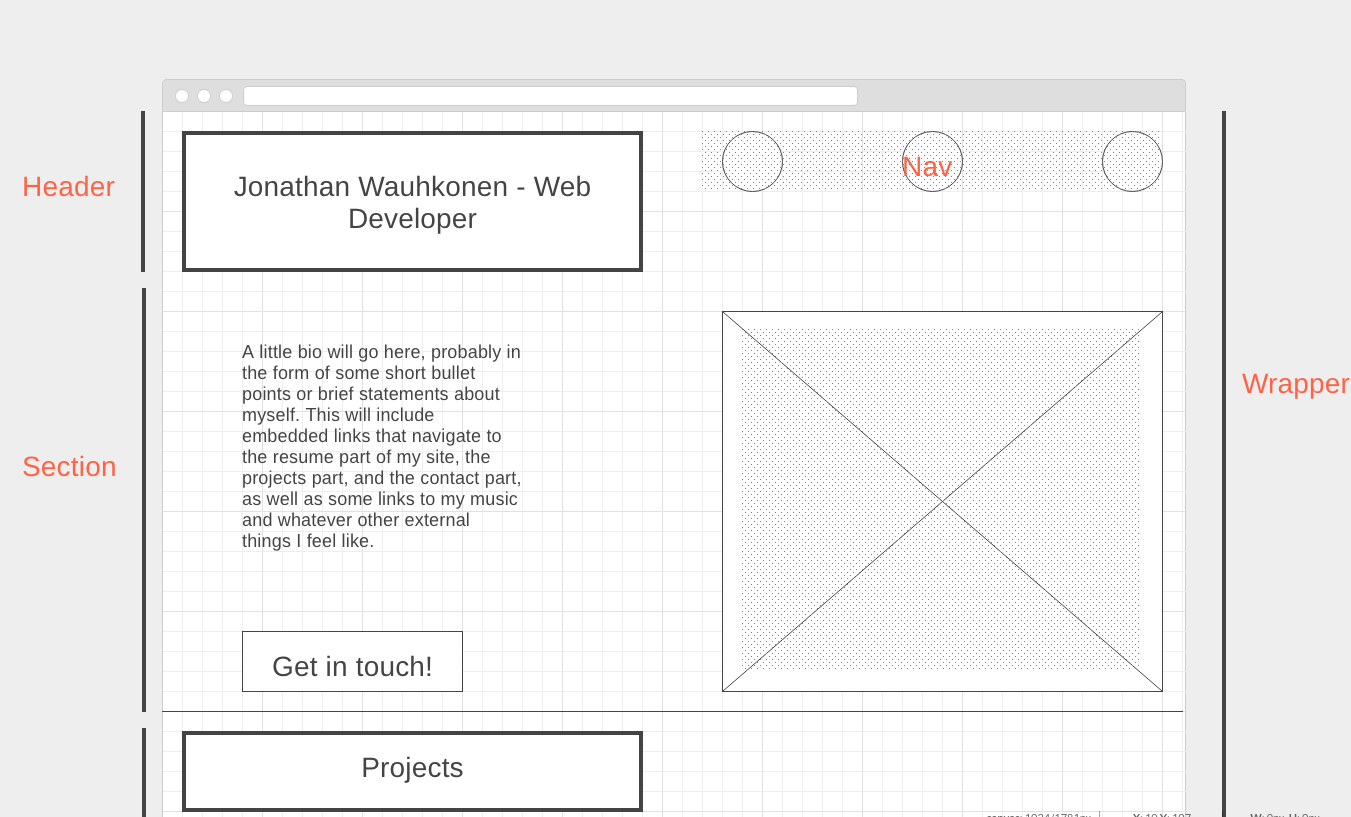 Header
Jonathan Wauhkonen - Web
Developer
Nav
Wrapper
Section
A little bio will go here, probably in
the form of some short bullet
points or brief statements about
myself. This will include
embedded links that navigate to
the resume part of my site, the
projects part, and the contact part,
as well as some links to my music
and whatever other external
things I feel like.
Get in touch!
Projects